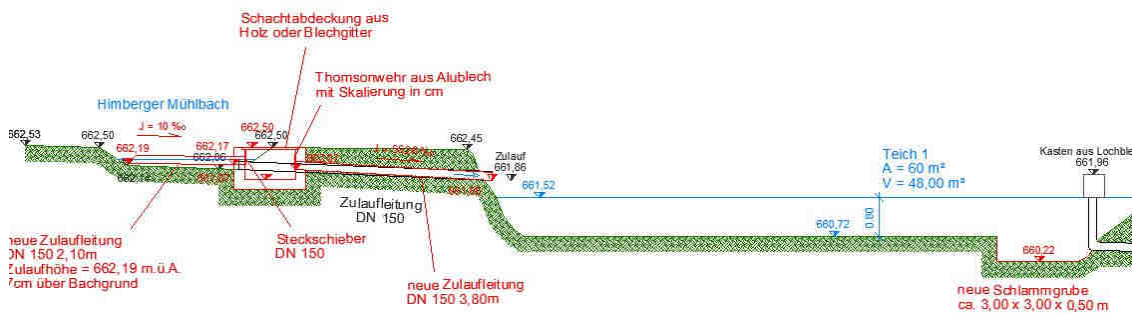 Schachtabdeckung aus
Holz oder Blechgitter
Thomsonwehr aus Alublech
mit Skalierung in cm
Himberger Mühlbach
J = 10 ‰
662,53
662,50
662,19
662,17
662,50
662,50
662,06
662,45
Zulauf
661,86
661,52
Teich 1
A = 60 m²
V = 48,00 m³
0.80
660,72
Kasten aus Lochble
661,96
660,22
Zulaufleitung
DN 150
Steckschieber
DN 150
neue Zulaufleitung
DN 150 2,10m
Zulaufhöhe = 662,19 m.ü.A.
7cm über Bachgrund
neue Zulaufleitung
DN 150 3,80m
neue Schlammgrube
ca. 3,00 x 3,00 x 0,50 m